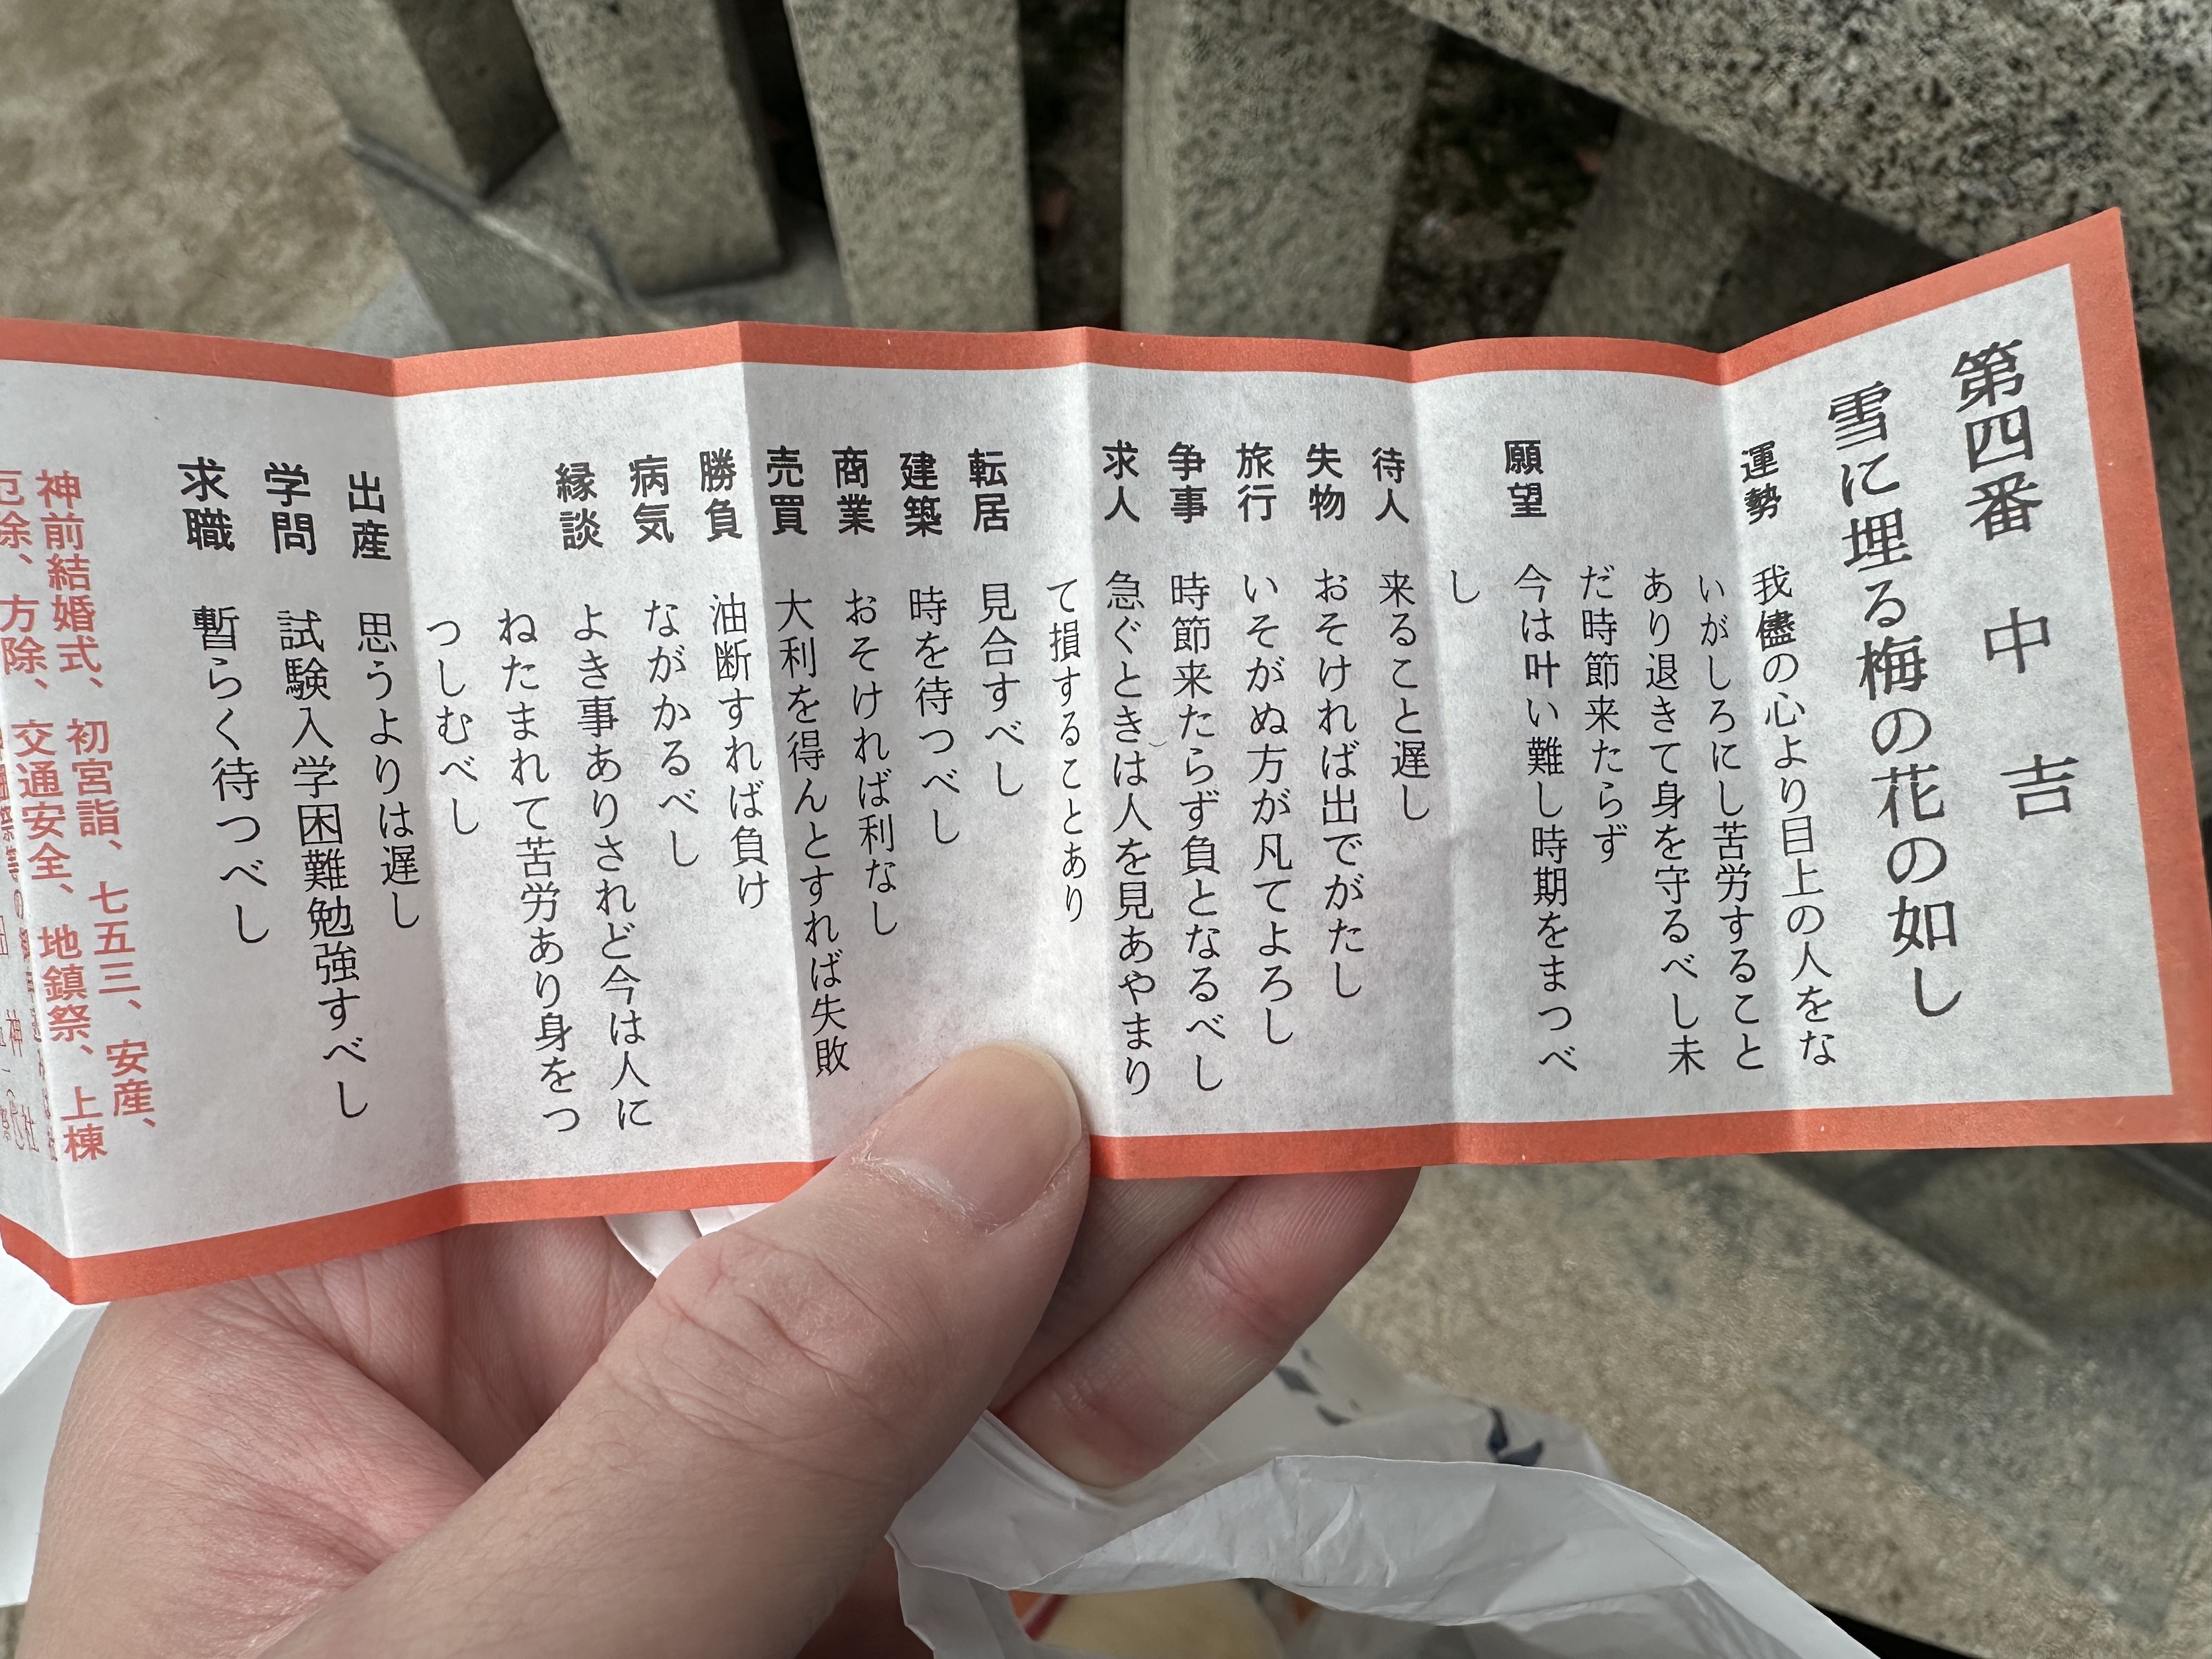 第四番 中吉
雪に埋る梅の花の如し
運勢 我儘の心より目上の人をな
いがしろにし苦労すること
あり退きて身を守るべし未
だ時節来たらず
願望 今は叶い難し時期をまつべ
し
待人 来ること遅し
失物 おそければ出でがたし
旅行 いそがぬ方が凡てよろし
争事 時節来たらず負となるべし
求人 急ぐときは人を見あやまり
て損することあり
転居 見合すべし
建築 時を待つべし
商業 おそければ利なし
売買 大利を得んとすれば失敗
勝負 油断すれば負け
病気 ながかるべし
縁談 よき事ありされど今は人に
ねたまれて苦労あり身をつ
つしむべし
出産 思うよりは遅し
学問 試験入学困難勉強すべし
求職 暫らく待つべし
神前結婚式、初宮詣、七五三、安産、
厄除、方除、交通安全、地鎮祭、上棟